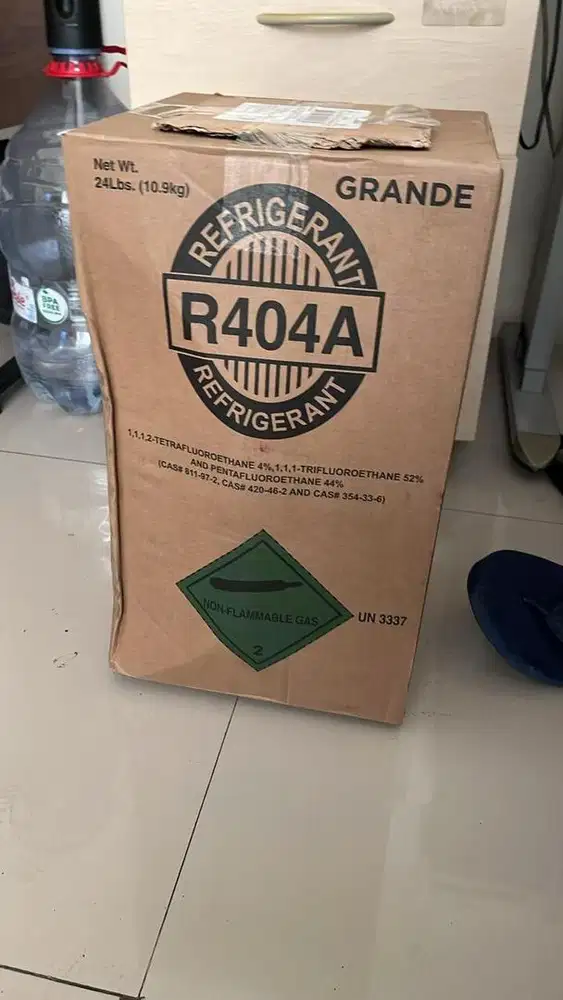 Net Wt.
24Lbs. (10.9kg)
GRANDE
REFRIGERANT
R404A
REFRIGERANT
1,1,1,2-TETRAFLUOROETHANE 4%,1,1,1-TRIFLUOROETHANE 52%
AND PENTAFLUOROETHANE 44%
(CAS# 811-97-2, CAS# 420-46-2 AND CAS# 354-33-6)
NON-FLAMMABLE GAS
2
UN 3337
BPA
FREE